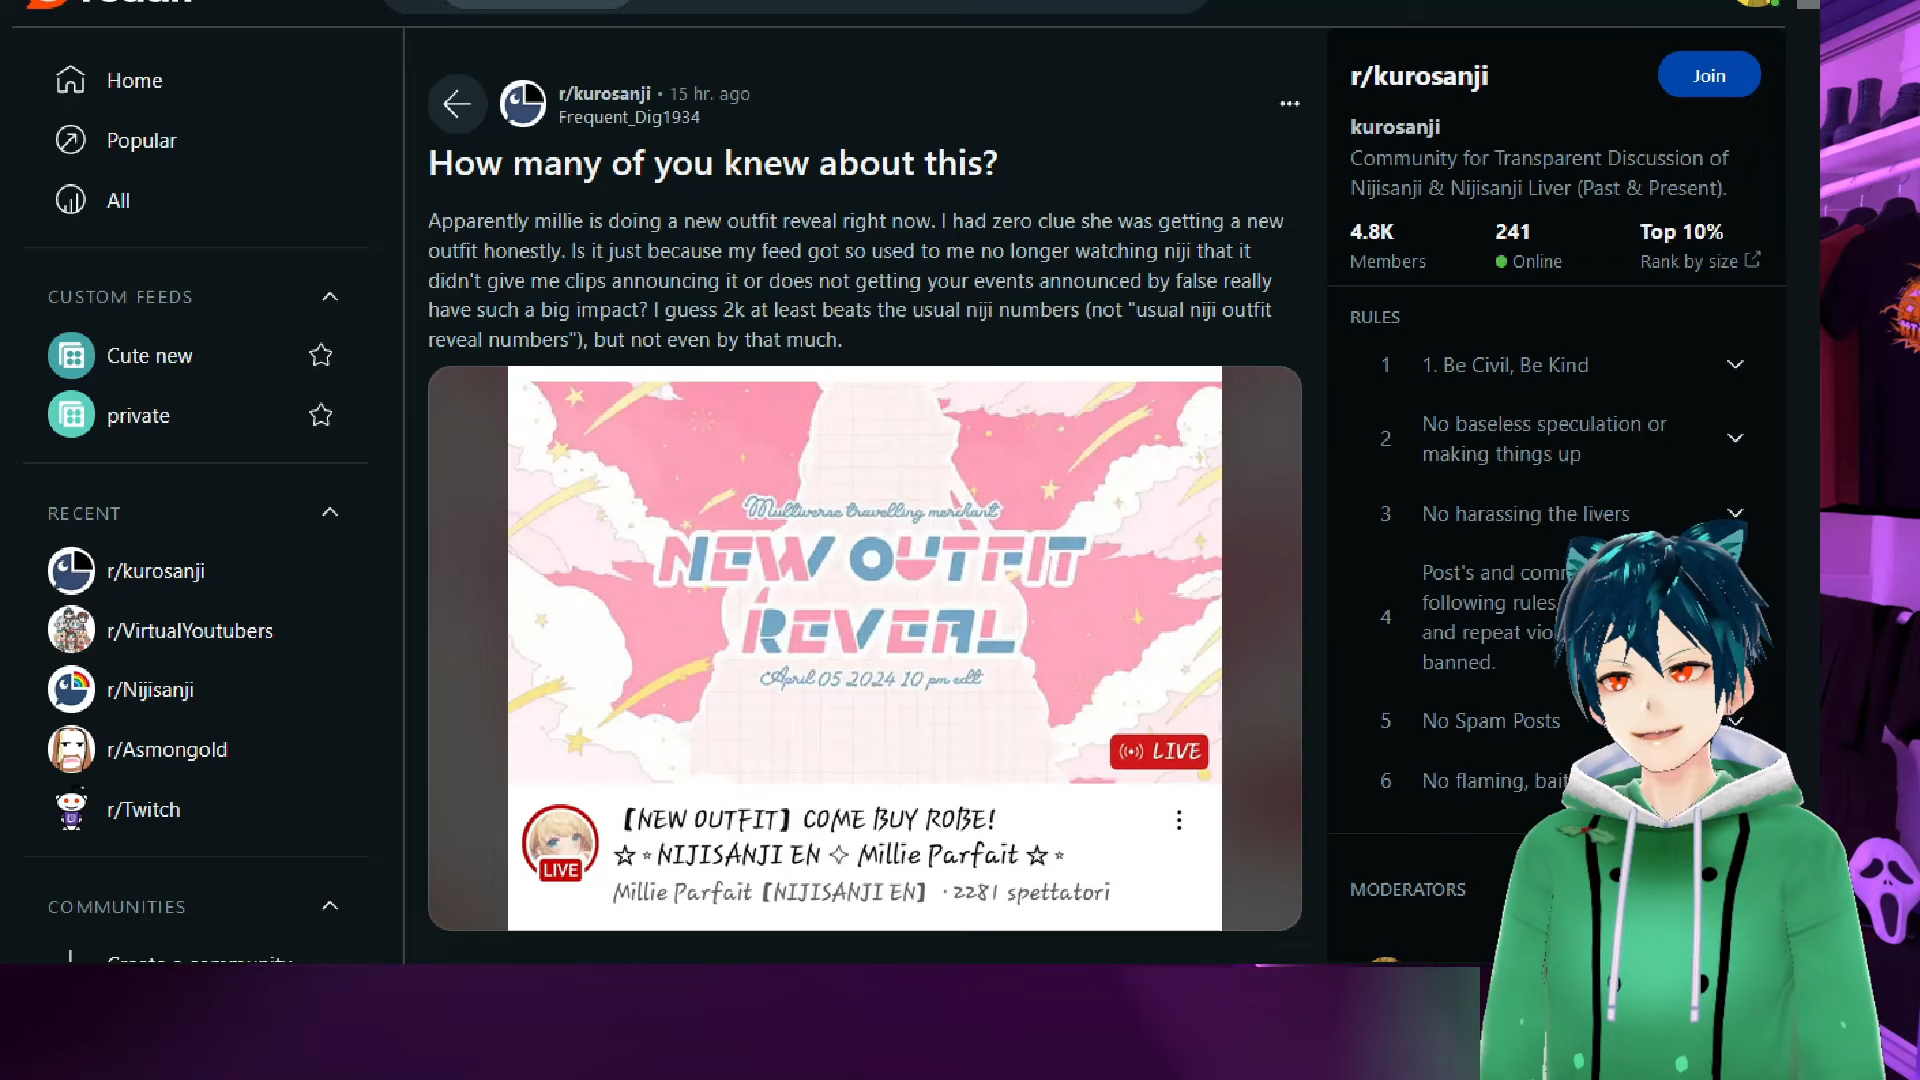 Home
Popular
All
CUSTOM FEEDS
Cute new
private
RECENT
r/kurosanji
r/VirtualYoutubers
r/Nijisanji
r/Asmongold
r/Twitch
COMMUNITIES
r/kurosanji • 15 hr. ago
Frequent_Dig1934
How many of you knew about this?
Apparently millie is doing a new outfit reveal right now. I had zero clue she was getting a new
outfit honestly. Is it just because my feed got so used to me no longer watching niji that it
didn't give me clips announcing it or does not getting your events announced by false really
have such a big impact? I guess 2k at least beats the usual niji numbers (not "usual niji outfit
reveal numbers"), but not even by that much.
Multiverse travelling merchant
NEW OUTFIT
REVEAL
April 05 2024 10 pm edt
LIVE
【NEW OUTFIT】 COME BUY ROBE!
☆⋆NIJISANJI EN ✧ Millie Parfait ☆⋆
Millie Parfait【NIJISANJI EN】 · 2281 spettatori
LIVE
r/kurosanji
Join
kurosanji
Community for Transparent Discussion of
Nijisanji & Nijisanji Liver (Past & Present).
4.8K 241 Top 10%
Members Online Rank by size
RULES
1 1. Be Civil, Be Kind
2 No baseless speculation or
making things up
3 No harassing the livers
4 Post's and
following rules
and repeat
banned.
5 No Spam Posts
6 No flaming,
MODERATORS